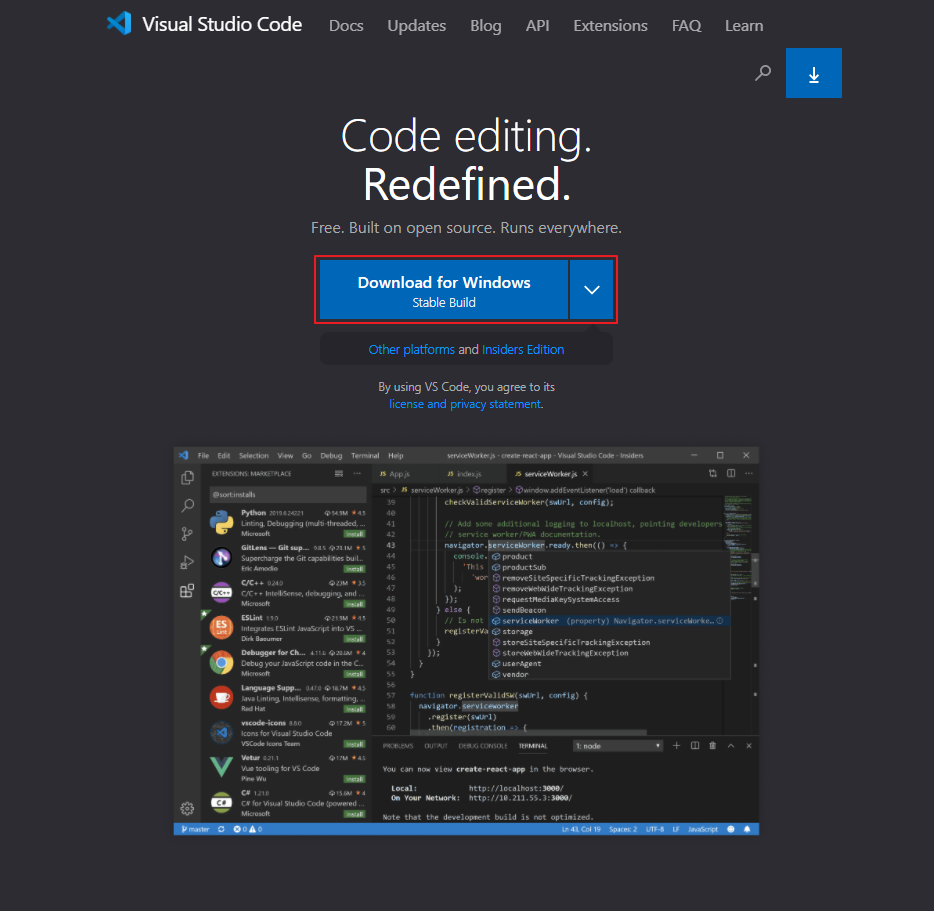 Visual Studio Code Docs Updates Blog API Extensions FAQ Learn
Code editing.
Redefined.
Free. Built on open source. Runs everywhere.
Download for Windows
Stable Build
Other platforms and Insiders Edition
By using VS Code, you agree to its
license and privacy statement.
File Edit Selection View Go Debug Terminal Help serviceWorker.js - create-react-app - Visual Studio Code - Insiders
EXTENSIONS: MARKETPLACE
@sort:installs
Python 2019.6.24221 54.9M 4.5
Linting, Debugging (multi-threaded, ...
Microsoft Install
GitLens — Git sup... 9.8.5 23.1M 5
Supercharge the Git capabilities buil...
Eric Amodio Install
C/C++ 0.24.0 23M 3.5
C/C++ IntelliSense, debugging, and ...
Microsoft Install
ESLint 1.9.0 21.9M 4.5
Integrates ESLint JavaScript into VS ...
Dirk Baeumer Install
Debugger for Ch... 4.11.6 20.6M 4
Debug your JavaScript code in the C...
Microsoft Install
Language Supp... 0.47.0 18.7M 4.5
Java Linting, Intellisense, formatting, ...
Red Hat Install
vscode-icons 8.8.0 17.2M 5
Icons for Visual Studio Code
VSCode Icons Team Install
Vetur 0.21.1 17M 4.5
Vue tooling for VS Code
Pine Wu Install
C# 1.21.0 15.6M 4
C# for Visual Studio Code (powered ...
Microsoft Install
JS App.js JS index.js JS serviceWorker.js
src > JS serviceWorker.js > register > window.addEventListener('load') callback
39 checkValidServiceWorker(swUrl, config);
40
41 // Add some additional logging to localhost, pointing developers
42 // service worker/PWA documentation.
43 navigator.serviceWorker.ready.then(() => {
44 console.
45 'This
46 'wor
47 );
48 });
49 } else {
50 // Is not
51 registerVa
52 }
53 });
54 }
55 }
56
57 function registerValidSW(swUrl, config) {
58 navigator.serviceworker
59 .register(swUrl)
60 .then(registration => {
product
productSub
removeSiteSpecificTrackingException
removeWebWideTrackingException
requestMediaKeySystemAccess
sendBeacon
serviceWorker (property) Navigator.serviceWorke...
storage
storeSiteSpecificTrackingException
storeWebWideTrackingException
userAgent
vendor
PROBLEMS OUTPUT DEBUG CONSOLE TERMINAL 1: node
You can now view create-react-app in the browser.
Local: http://localhost:3000/
On Your Network: http://10.211.55.3:3000/
Note that the development build is not optimized.
master 0 0 Ln 43, Col 19 Spaces: 2 UTF-8 LF JavaScript